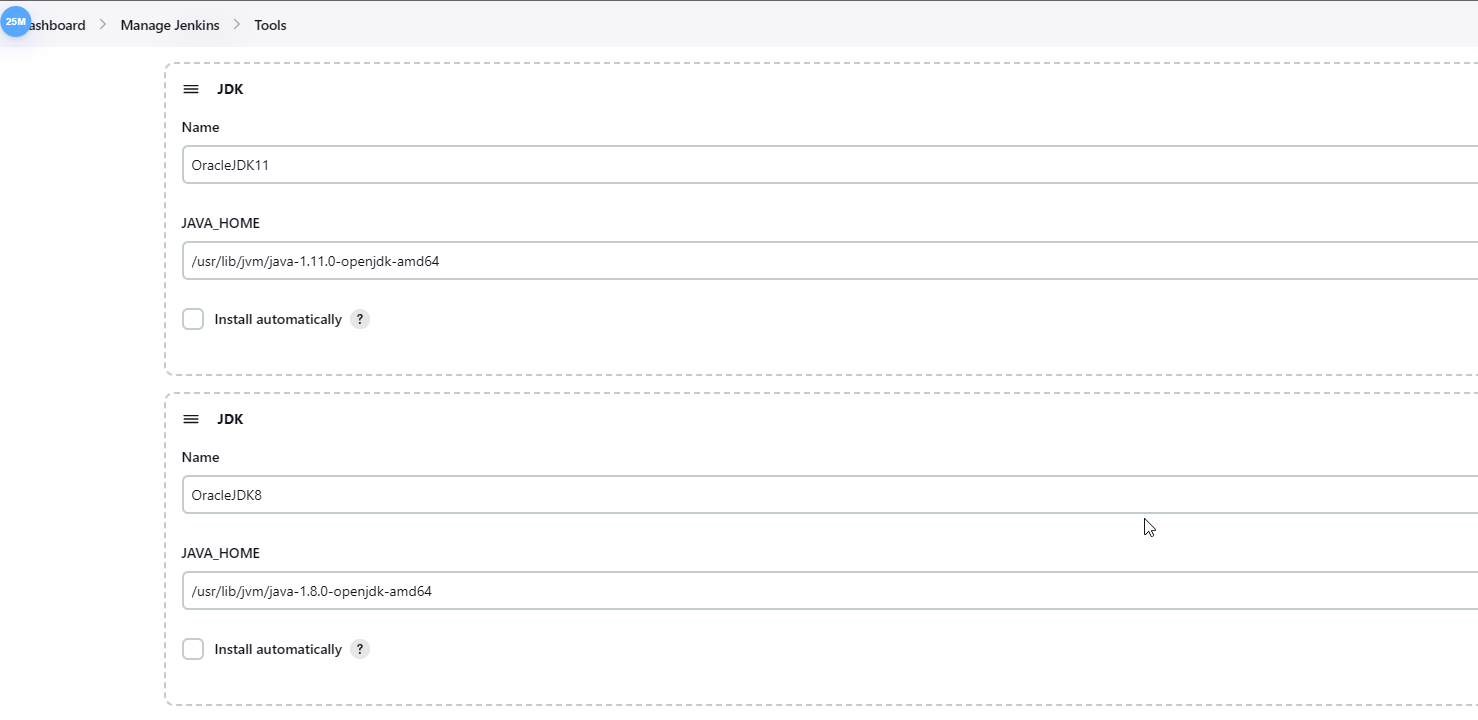 25M
ashboard > Manage Jenkins > Tools
JDK
Name
OracleJDK11
JAVA_HOME
/usr/lib/jvm/java-1.11.0-openjdk-amd64
Install automatically ?
JDK
Name
OracleJDK8
JAVA_HOME
/usr/lib/jvm/java-1.8.0-openjdk-amd64
Install automatically ?